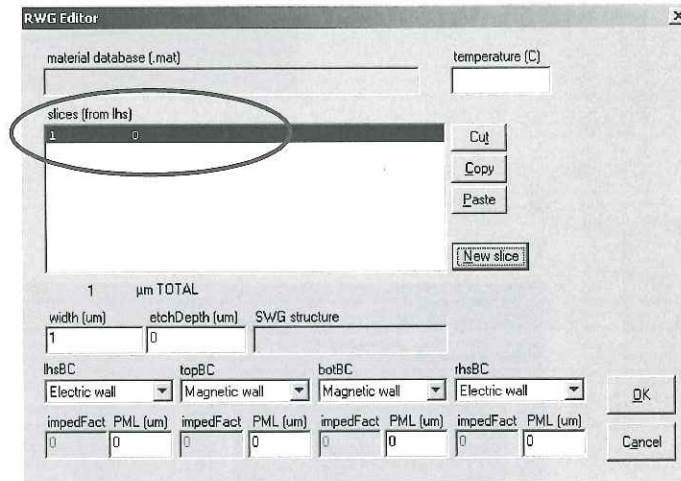 RWG Editor
material database (.mat)
temperature (C)
slices (from lhs)
1 0
Cut
Copy
Paste
New slice
1 µm TOTAL
width (um) etchDepth (um) SWG structure
1 0
lhsBC topBC botBC rhsBC
Electric wall Magnetic wall Magnetic wall Electric wall
OK
impedFact PML (um) impedFact PML (um) impedFact PML (um) impedFact PML (um)
0 0 0 0 0 0 0 0
Cancel